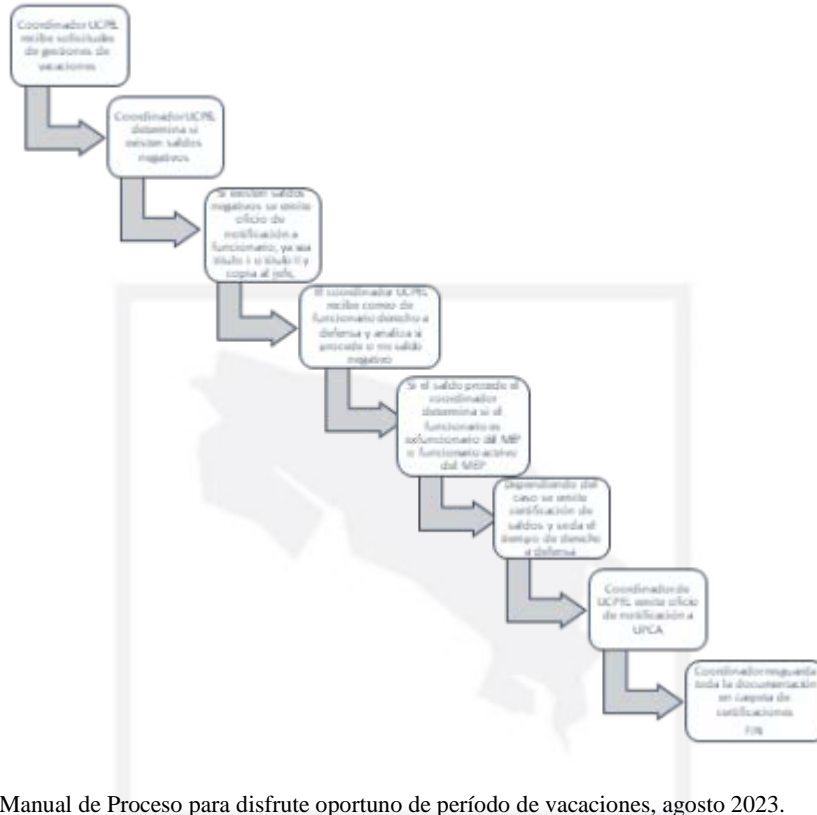 Coordinador UCPEL
recibe solicitudes
de gestiones de
vacaciones
Coordinador UCPEL
determina si
existen saldos
negativos
Si existen saldos
negativos se emite
oficio de
notificación a
funcionario, ya sea
título I o título II y
copia al jefe,
El coordinador UCPEL
recibe correo de
funcionario derecho a
defensa y analiza si
procede o no saldo
negativo
Si el saldo procede el
coordinador
determina si el
funcionario es
exfuncionario del MEP
o funcionario activo
del MEP
Dependiendo del
caso se emite
certificación de
saldos y se da el
tiempo de derecho
a defensa
Coordinador de
UCPEL emite oficio
de notificación a
UPCA
Coordinador resguarda
toda la documentación
en carpeta de
certificaciones
FIN
Manual de Proceso para disfrute oportuno de período de vacaciones, agosto 2023.